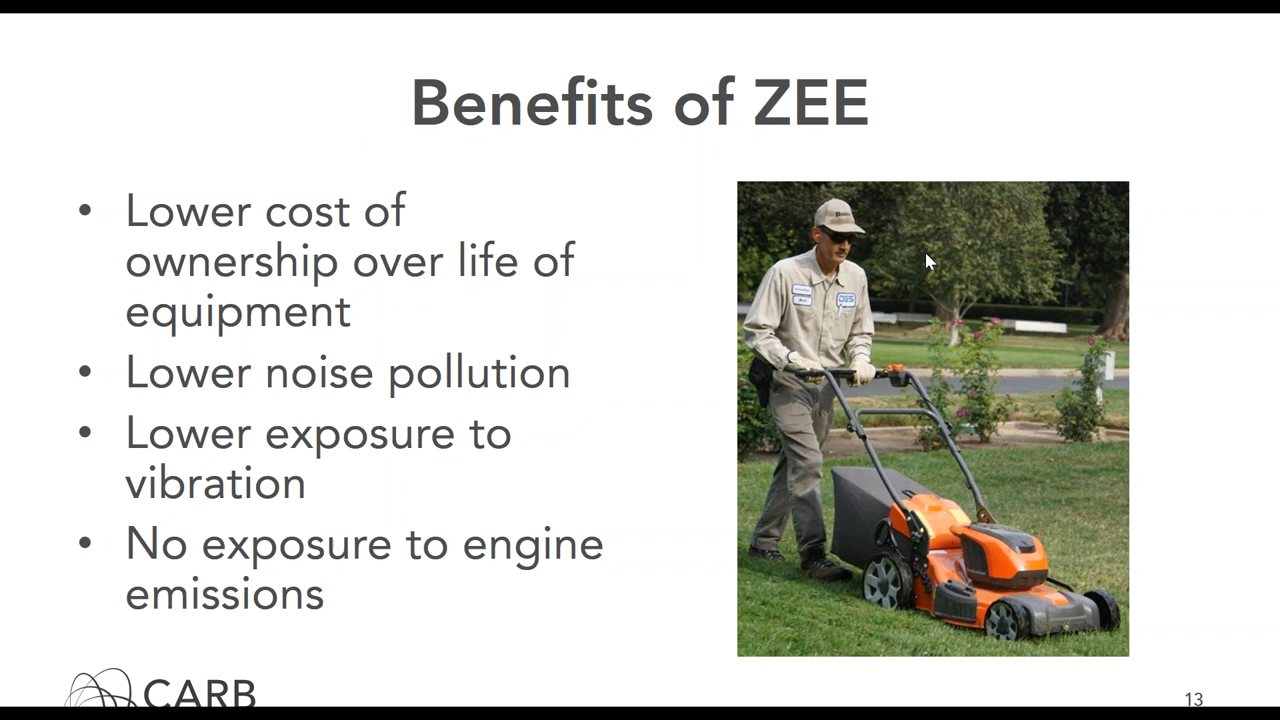 Benefits of ZEE
• Lower cost of
ownership over life of
equipment
• Lower noise pollution
• Lower exposure to
vibration
• No exposure to engine
emissions
DGS
CARB
13